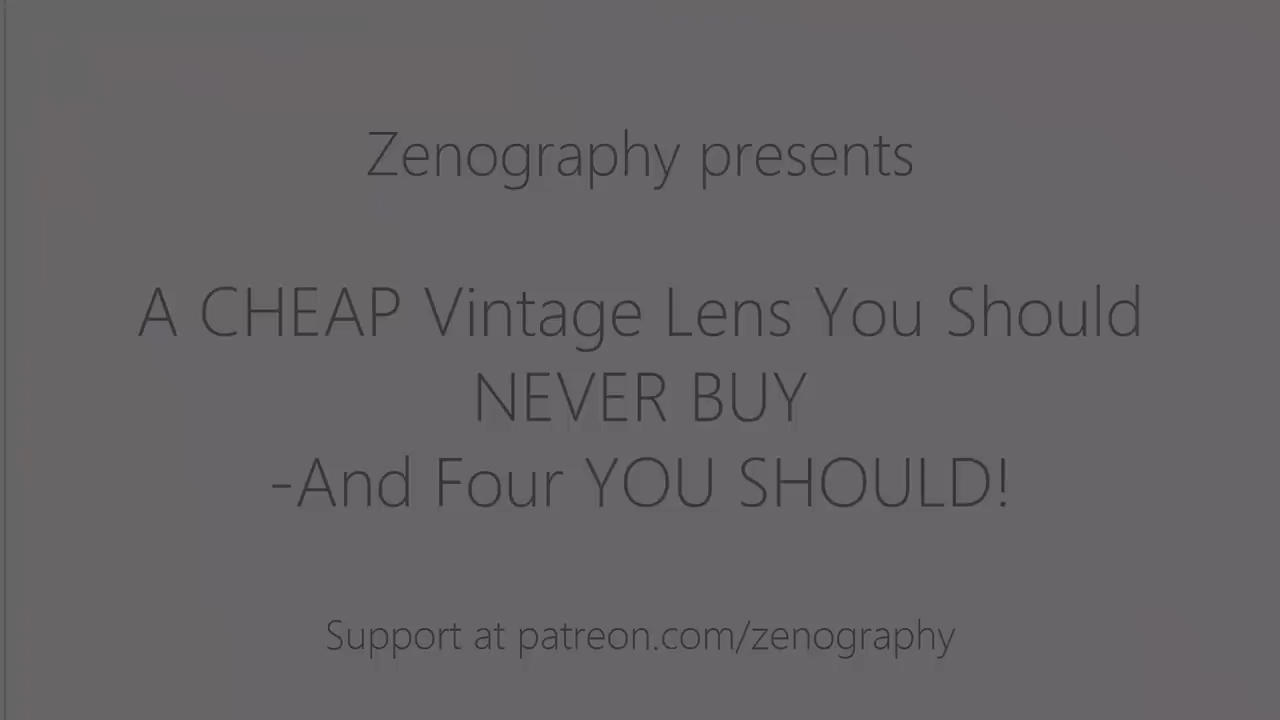 Zenography presents
A CHEAP Vintage Lens You Should
NEVER BUY
-And Four YOU SHOULD!
Support at patreon.com/zenography